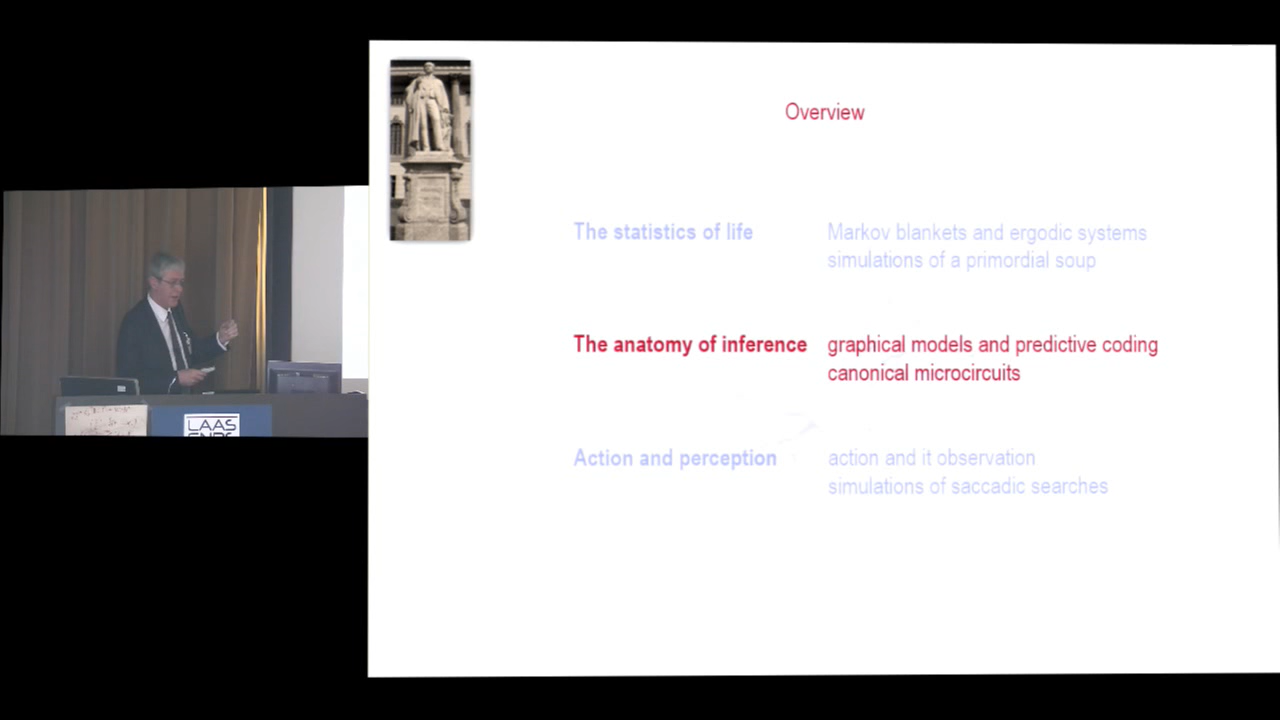 Overview
The statistics of life
Markov blankets and ergodic systems
simulations of a primordial soup
The anatomy of inference
graphical models and predictive coding
canonical microcircuits
Action and perception
action and it observation
simulations of saccadic searches
LAAS
CNRS